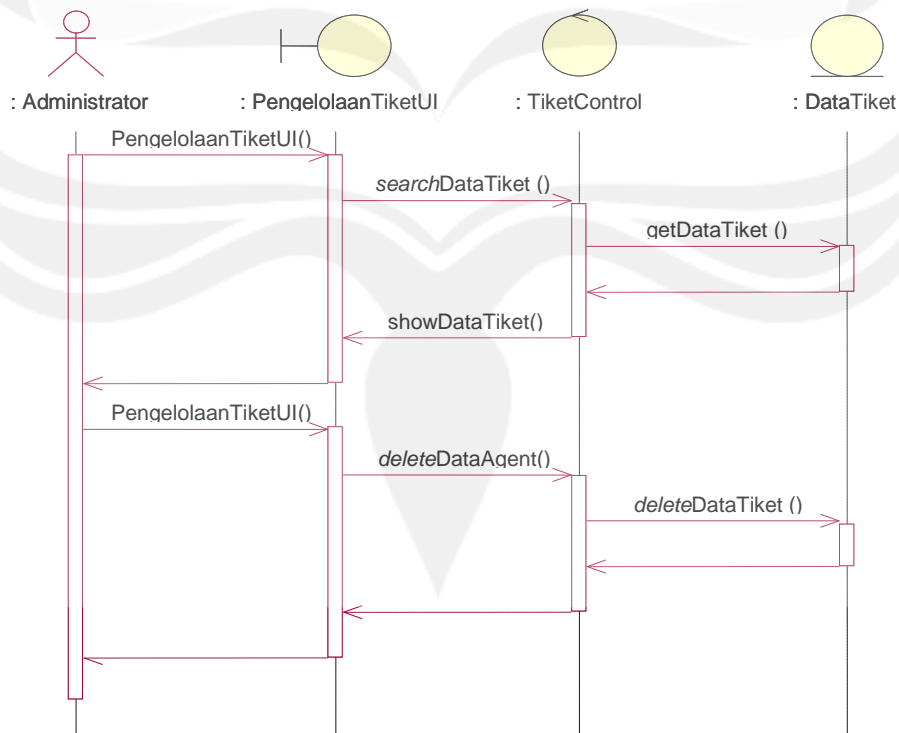 : Administrator
: PengelolaanTiketUI
: TiketControl
: DataTiket
PengelolaanTiketUI()
searchDataTiket ()
getDataTiket ()
showDataTiket()
PengelolaanTiketUI()
deleteDataAgent()
deleteDataTiket ()